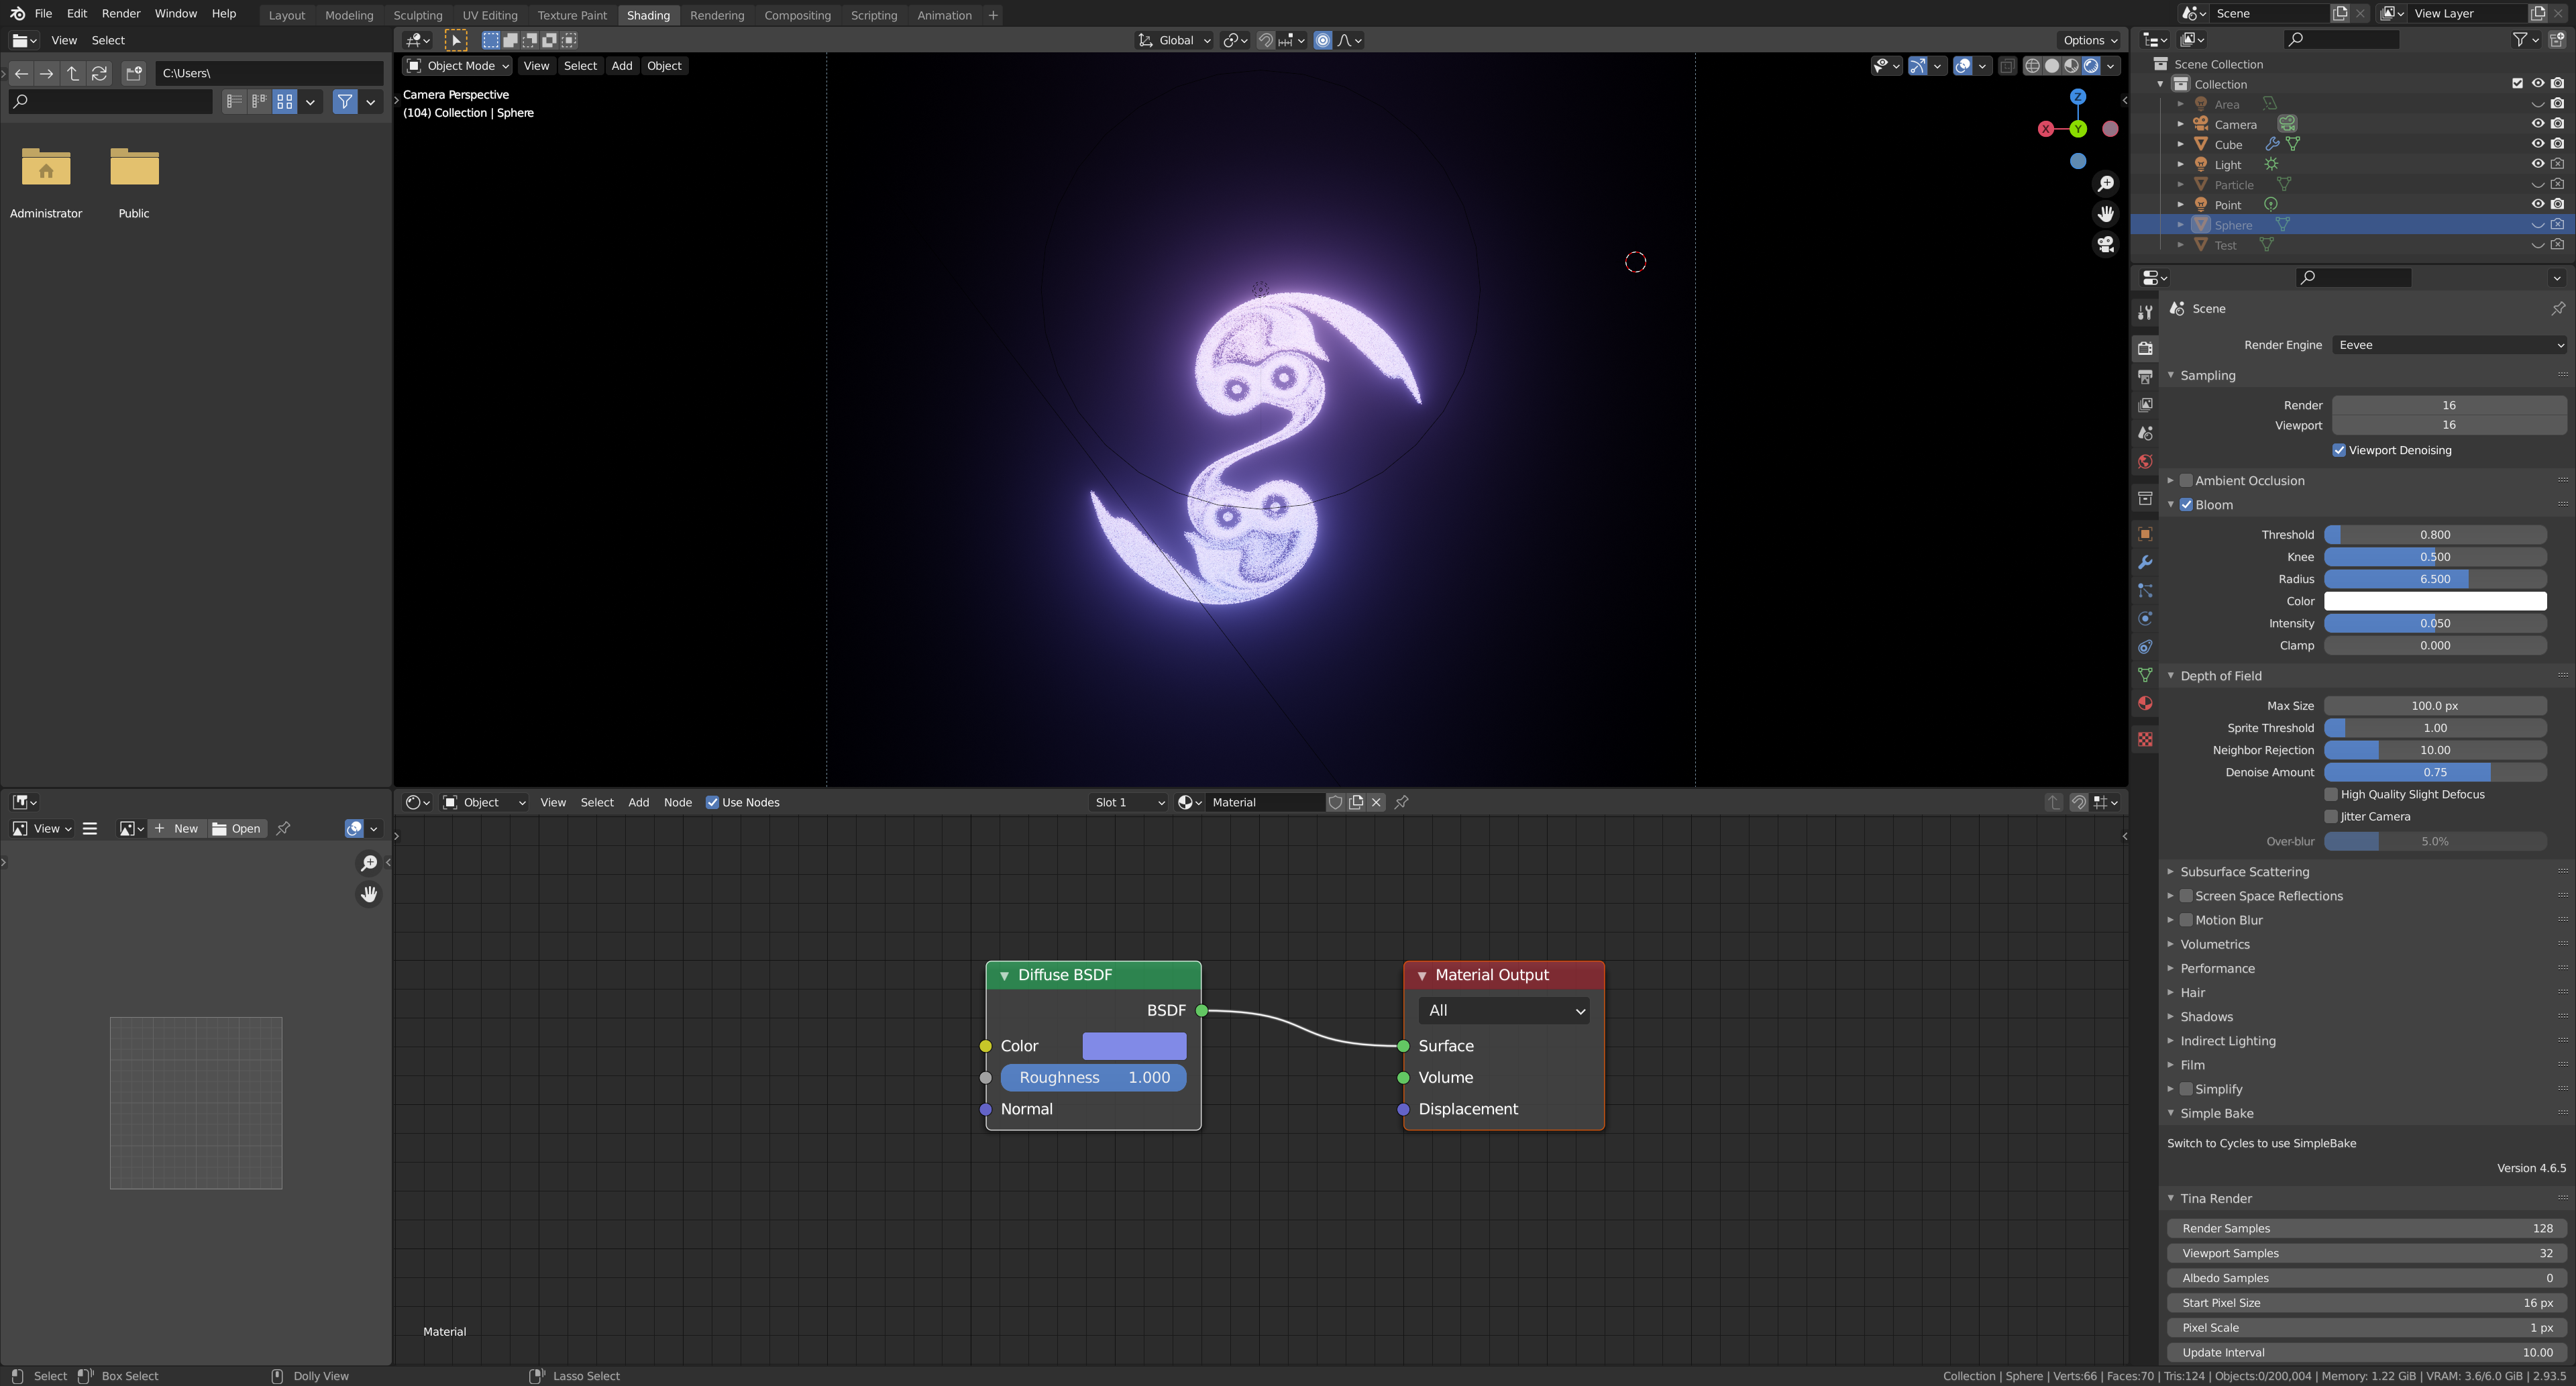 File Edit Render Window Help Layout Modeling Sculpting UV Editing Texture Paint Shading Rendering Compositing Scripting Animation + Scene View Layer
View Select
C:\Users\
Administrator Public
Global Options
Object Mode View Select Add Object
Camera Perspective
(104) Collection | Sphere
Z
X Y
Scene Collection
Collection
Area
Camera
Cube
Light
Particle
Point
Sphere
Test
Scene
Render Engine Eevee
Sampling
Render 16
Viewport 16
Viewport Denoising
Ambient Occlusion
Bloom
Threshold 0.800
Knee 0.500
Radius 6.500
Color
Intensity 0.050
Clamp 0.000
Depth of Field
Max Size 100.0 px
Sprite Threshold 1.00
Neighbor Rejection 10.00
Denoise Amount 0.75
High Quality Slight Defocus
Jitter Camera
Over-blur 5.0%
Subsurface Scattering
Screen Space Reflections
Motion Blur
Volumetrics
Performance
Hair
Shadows
Indirect Lighting
Film
Simplify
Simple Bake
Switch to Cycles to use SimpleBake
Version 4.6.5
Tina Render
Render Samples 128
Viewport Samples 32
Albedo Samples 0
Start Pixel Size 16 px
Pixel Scale 1 px
Update Interval 10.00
View + New Open
Object View Select Add Node Use Nodes Slot 1 Material
Diffuse BSDF
BSDF
Color
Roughness 1.000
Normal
Material Output
All
Surface
Volume
Displacement
Material
Select Box Select Dolly View Lasso Select
Collection | Sphere | Verts:66 | Faces:70 | Tris:124 | Objects:0/200,004 | Memory: 1.22 GiB | VRAM: 3.6/6.0 GiB | 2.93.5